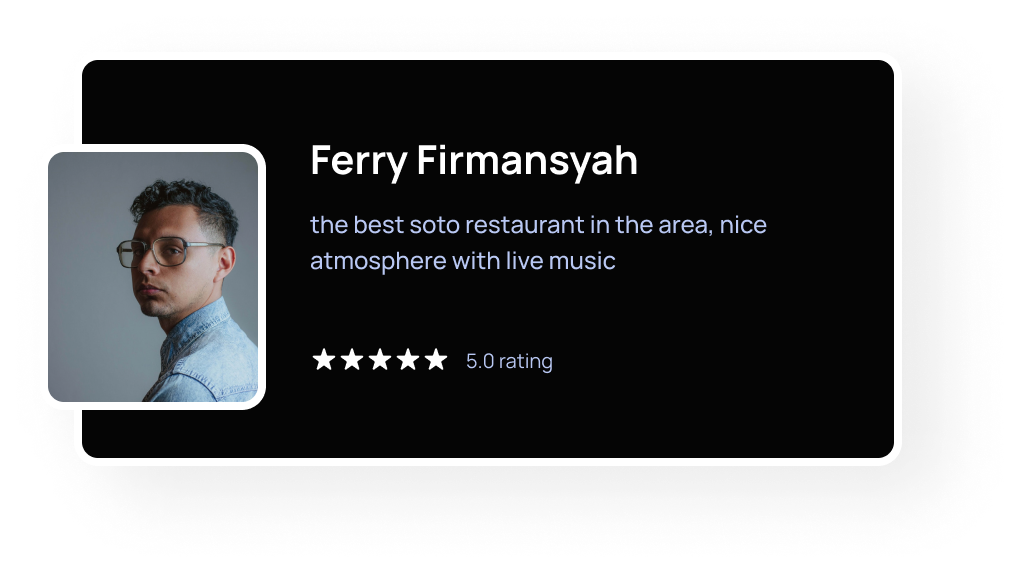 Ferry Firmansyah
the best soto restaurant in the area, nice
atmosphere with live music
5.0 rating